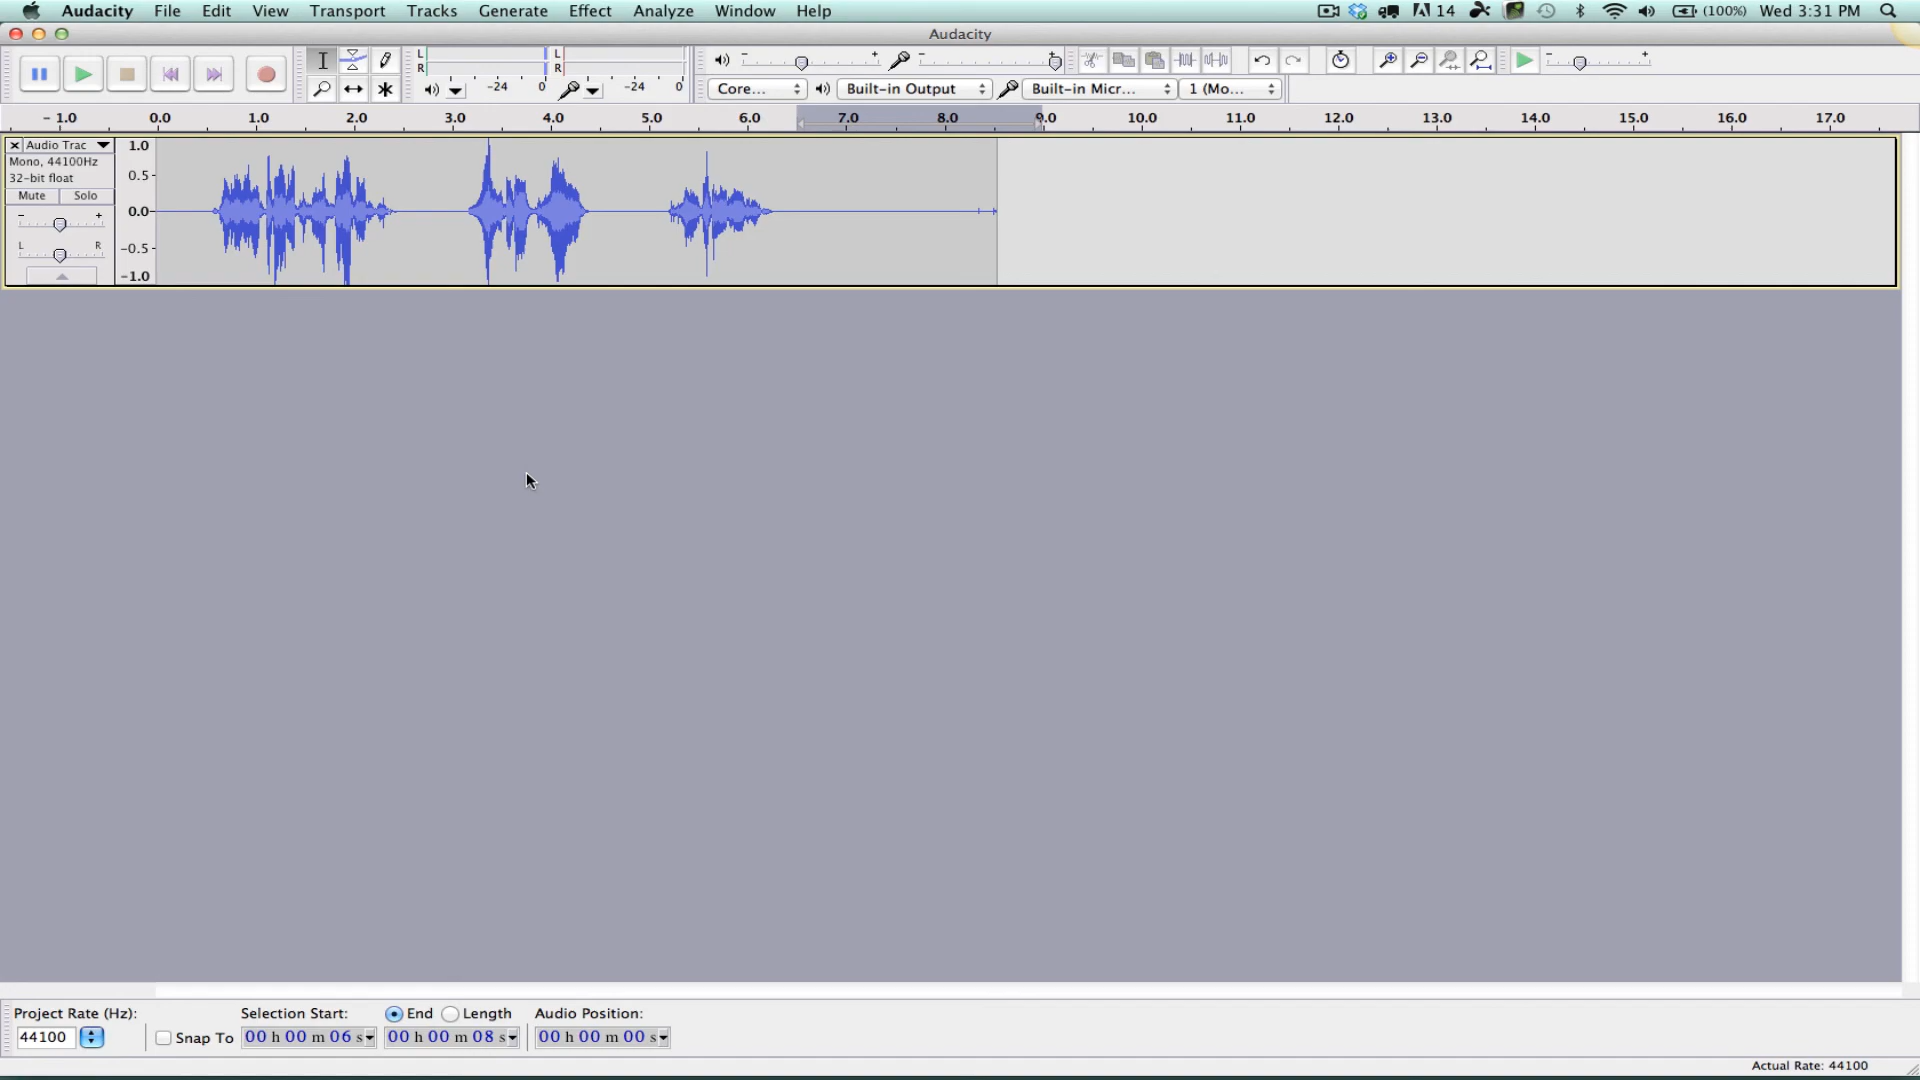 Audacity File Edit View Transport Tracks Generate Effect Analyze Window Help 14 (100%) Wed 3:31 PM
Audacity
L R -24 0 L R -24 0
Core... Built-in Output Built-in Micr... 1 (Mo...
- 1.0 0.0 1.0 2.0 3.0 4.0 5.0 6.0 7.0 8.0 9.0 10.0 11.0 12.0 13.0 14.0 15.0 16.0 17.0
Audio Trac
Mono, 44100Hz
32-bit float
Mute Solo
- +
L R
1.0
0.5
0.0
-0.5
-1.0
Project Rate (Hz): Selection Start: End Length Audio Position:
44100 Snap To 00 h 00 m 06 s 00 h 00 m 08 s 00 h 00 m 00 s
Actual Rate: 44100